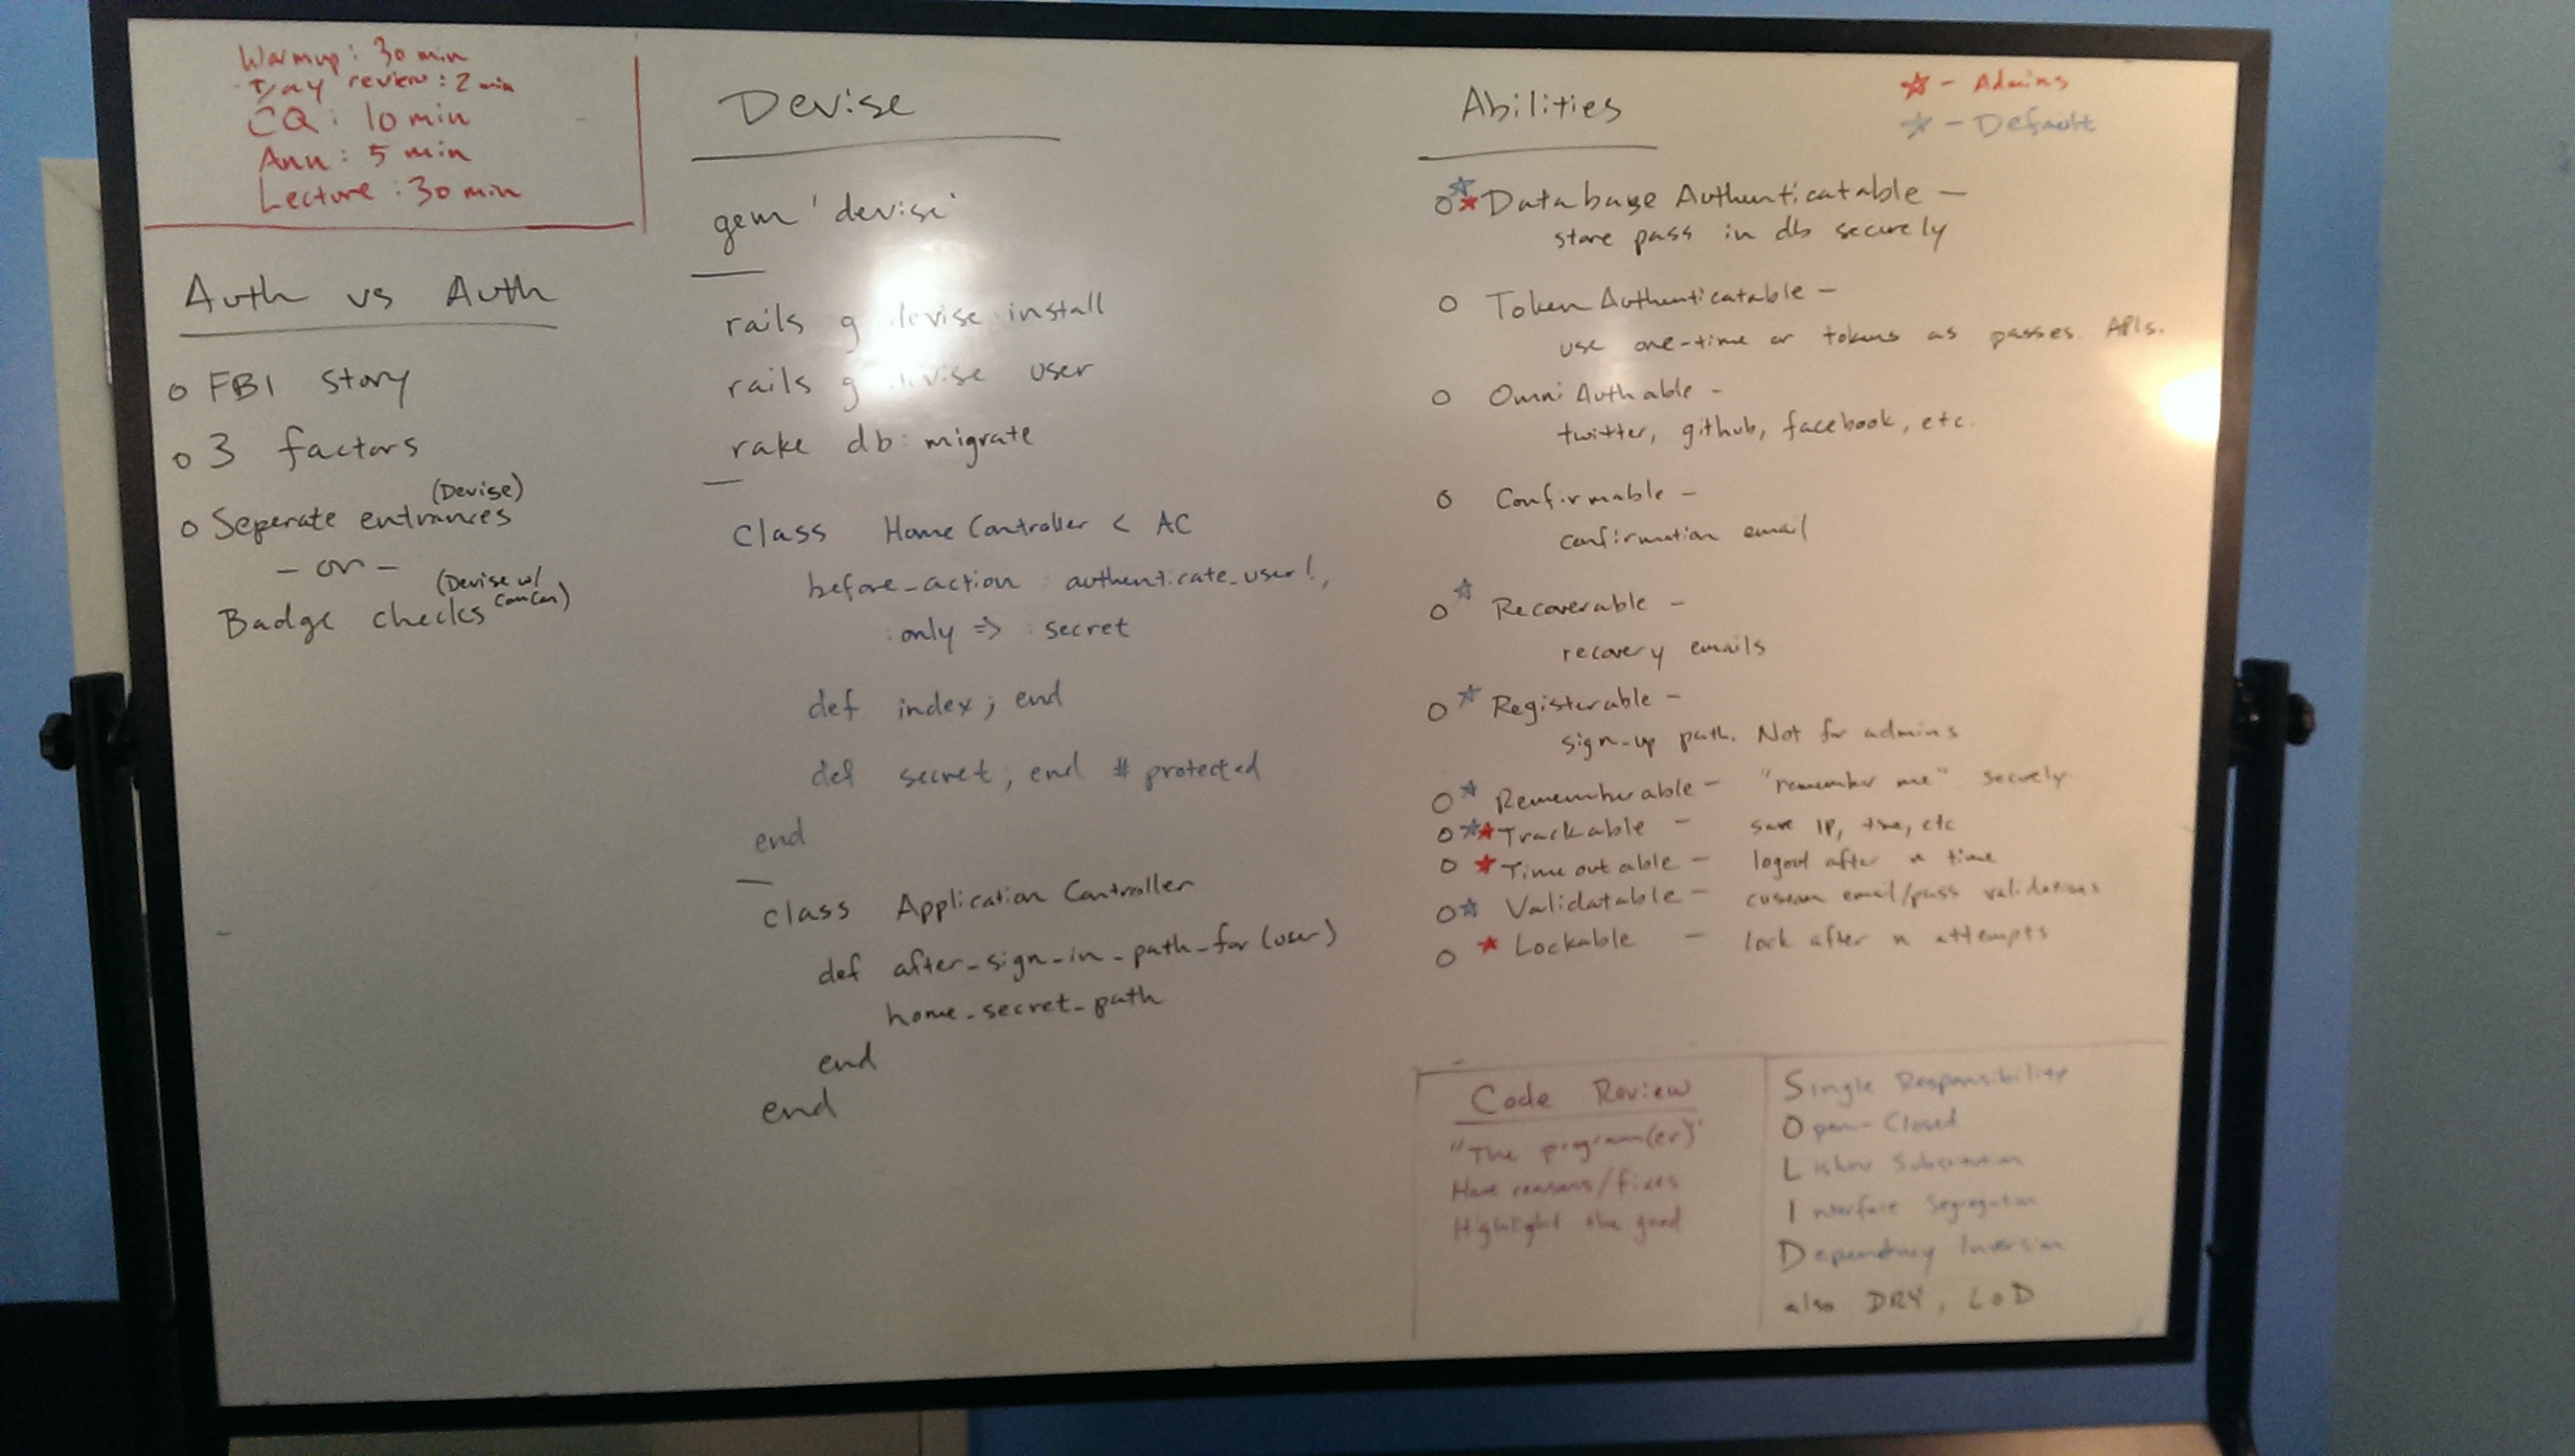 Warmup: 30 min
review: 2 min
CQ: 10 min
Ann: 5 min
Lecture: 30 min
Auth vs Auth
o FBI story
o 3 factors
(Devise)
o Seperate entrances
- or -
(Devise w/ CanCan)
Badge checks
Devise
gem 'devise'
rails g devise:install
rails g devise user
rake db:migrate
class HomeController < AC
before_action :authenticate_user!,
:only => :secret
def index; end
def secret; end # protected
end
class Application Controller
def after_sign_in_path_for(user)
home_secret_path
end
end
☆ - Admins
☆ - Default
Abilities
o ☆★ Database Authenticatable -
store pass in db securely
o Token Authenticatable -
use one-time or tokens as passes. APIs.
o Omni Authable -
twitter, github, facebook, etc.
o Confirmable -
confirmation email
o ☆ Recoverable -
recovery emails
o ☆ Registerable -
sign-up path. Not for admins
o ☆ Rememberable - "remember me" securely
o ☆★ Trackable - save IP, time, etc
o ★ Timeoutable - logout after n time
o ☆ Validatable - custom email/pass validations
o ★ Lockable - lock after n attempts
Code Review
"The program(er)"
Have reasons/fixes
Highlight the good
Single Responsibility
Open-Closed
Liskov Substitution
Interface Segregation
Dependency Inversion
also DRY, LoD